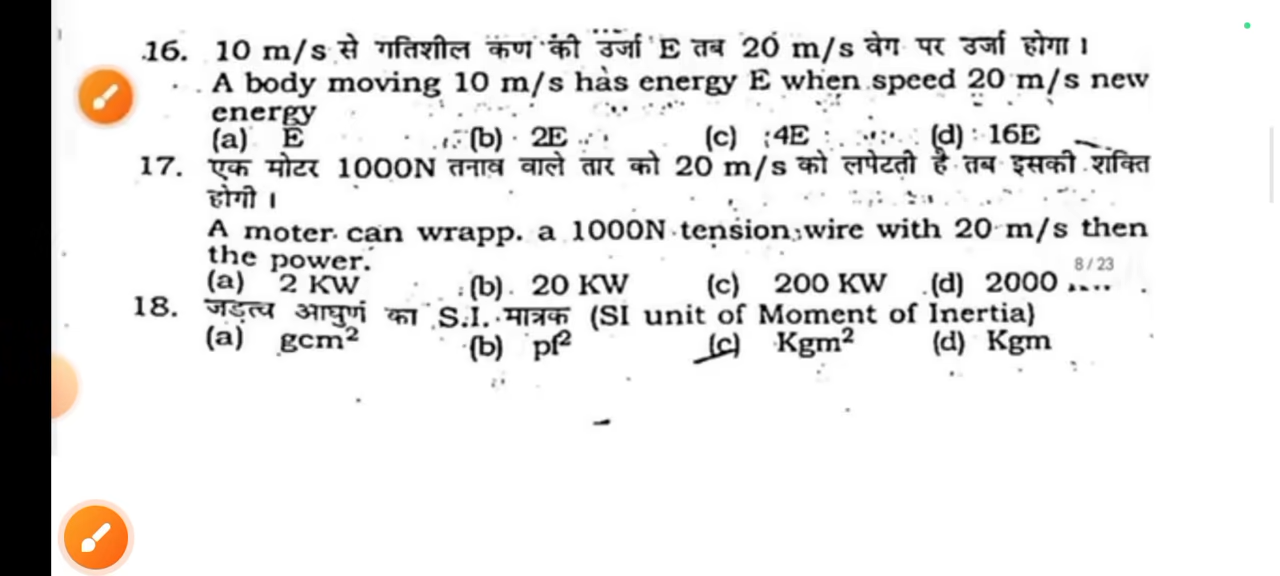 16. 10 m/s से गतिशील कण की उर्जा E तब 20 m/s वेग पर उर्जा होगा ।
A body moving 10 m/s has energy E when speed 20 m/s new
energy
(a) E (b) 2E (c) 4E (d) 16E
17. एक मोटर 1000N तनाव वाले तार को 20 m/s को लपेटती है तब इसकी शक्ति
होगी ।
A moter can wrapp. a 1000N tension wire with 20 m/s then
the power.
8/23
(a) 2 KW (b) 20 KW (c) 200 KW (d) 2000
18. जड़त्व आघुर्ण का S.I. मात्रक (SI unit of Moment of Inertia)
(a) gcm² (b) pf² (c) Kgm² (d) Kgm